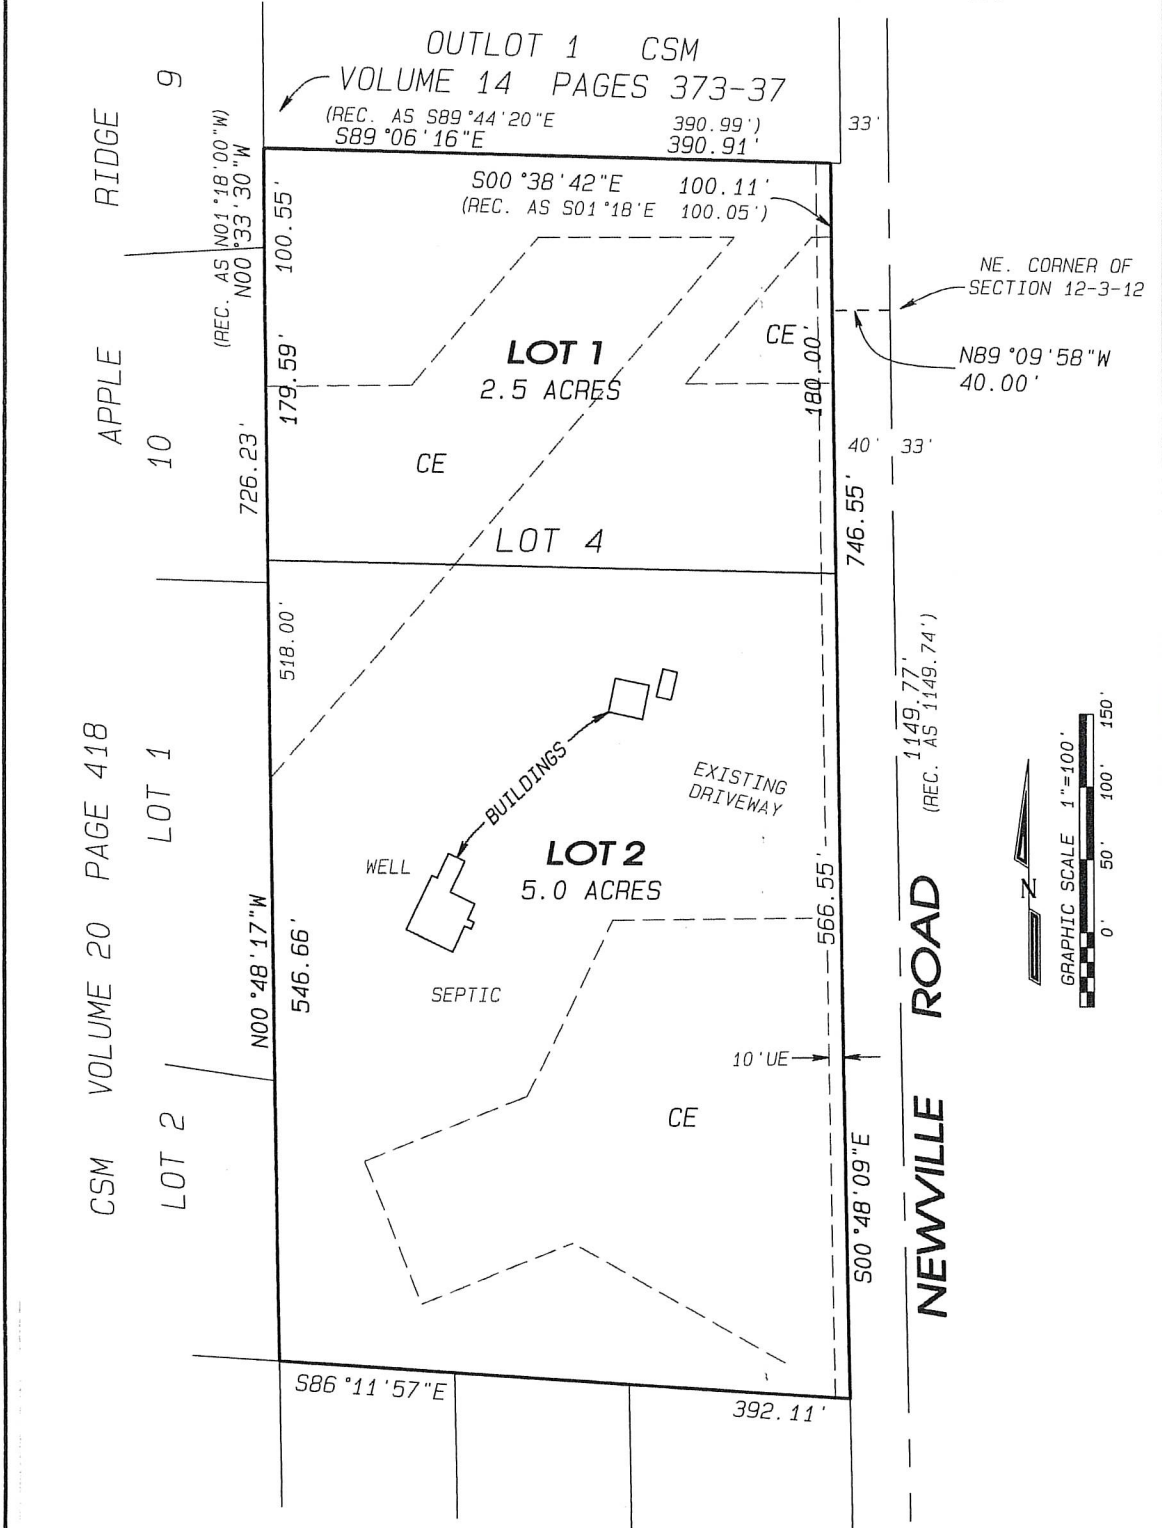 OUTLOT 1 CSM
VOLUME 14 PAGES 373-37
(REC. AS S89°44'20"E 390.99')
S89°06'16"E 390.91'
33'
S00°38'42"E 100.11'
(REC. AS S01°18'E 100.05')
APPLE RIDGE
9
10
(REC. AS N01°18'00"W)
N00°33'30"W
100.55'
179.59'
726.23'
NE. CORNER OF
SECTION 12-3-12
N89°09'58"W
40.00'
CE
180.00'
LOT 1
2.5 ACRES
CE
40' 33'
746.55'
LOT 4
518.00'
1149.77'
(REC. AS 1149.74')
CSM VOLUME 20 PAGE 418
LOT 1
LOT 2
BUILDINGS
EXISTING
DRIVEWAY
WELL
LOT 2
5.0 ACRES
566.55'
N00°48'17"W
546.66'
SEPTIC
10'UE
CE
S00°48'09"E
NEWVILLE ROAD
N
GRAPHIC SCALE 1"=100'
0' 50' 100' 150'
S86°11'57"E
392.11'